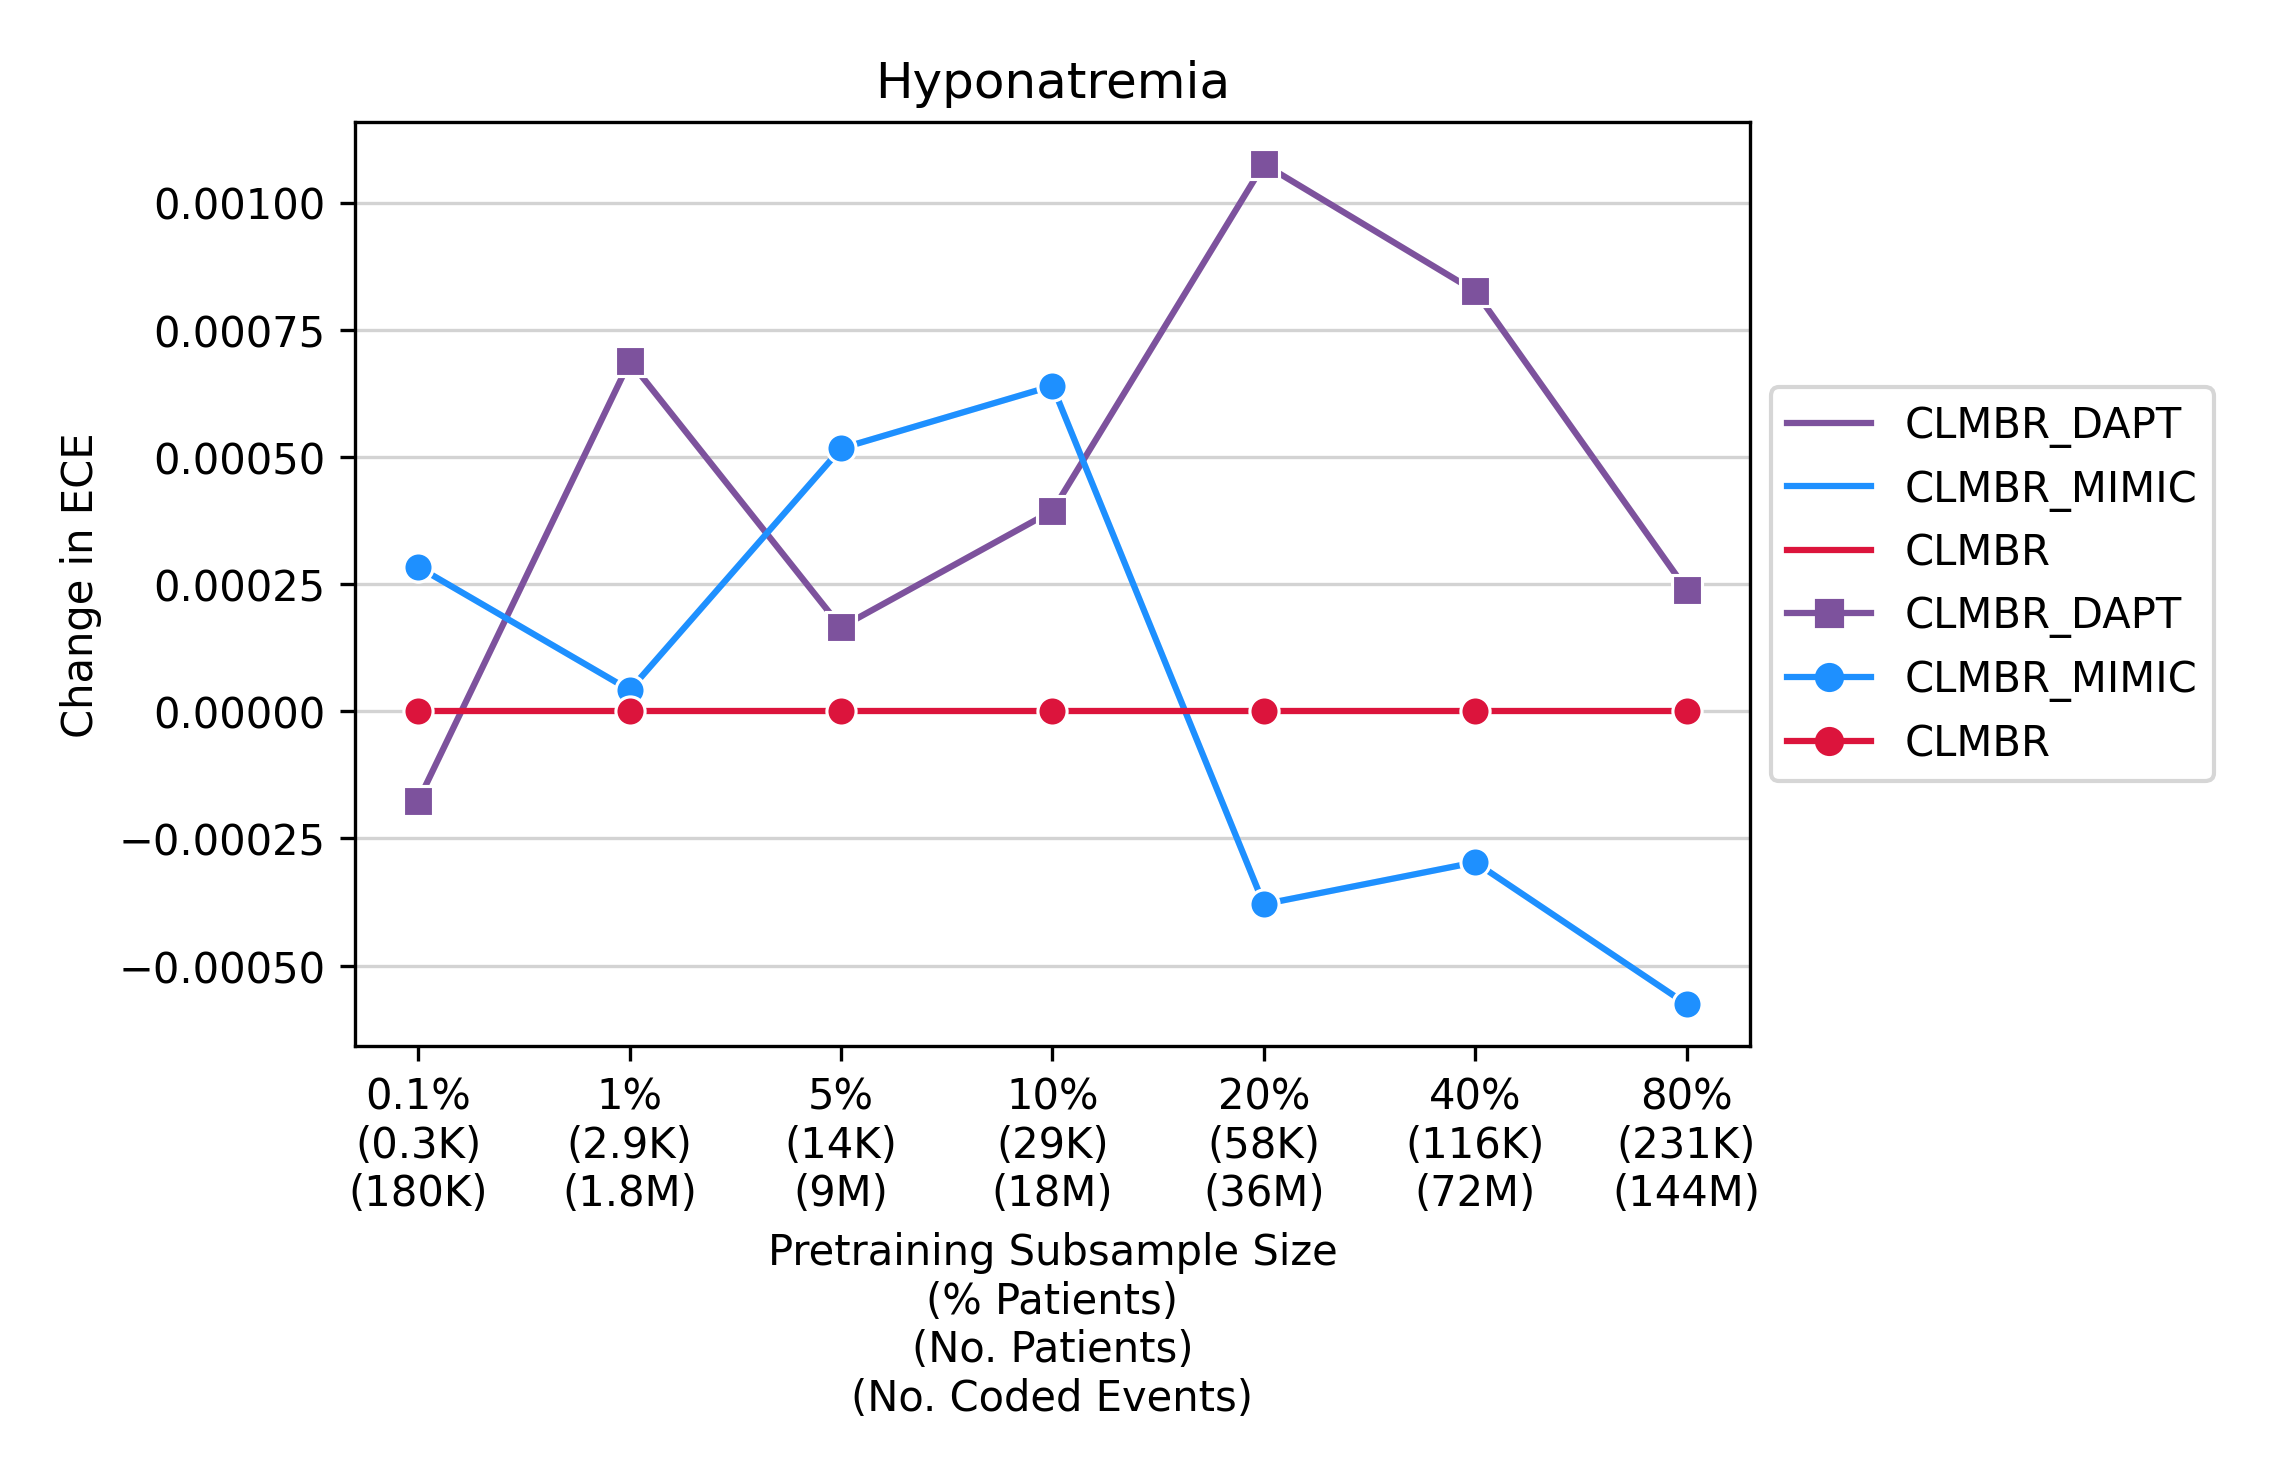 Hyponatremia
Change in ECE
0.00100
0.00075
0.00050
0.00025
0.00000
−0.00025
−0.00050
0.1% 1% 5% 10% 20% 40% 80%
(0.3K) (2.9K) (14K) (29K) (58K) (116K) (231K)
(180K) (1.8M) (9M) (18M) (36M) (72M) (144M)
Pretraining Subsample Size
(% Patients)
(No. Patients)
(No. Coded Events)
CLMBR_DAPT
CLMBR_MIMIC
CLMBR
CLMBR_DAPT
CLMBR_MIMIC
CLMBR